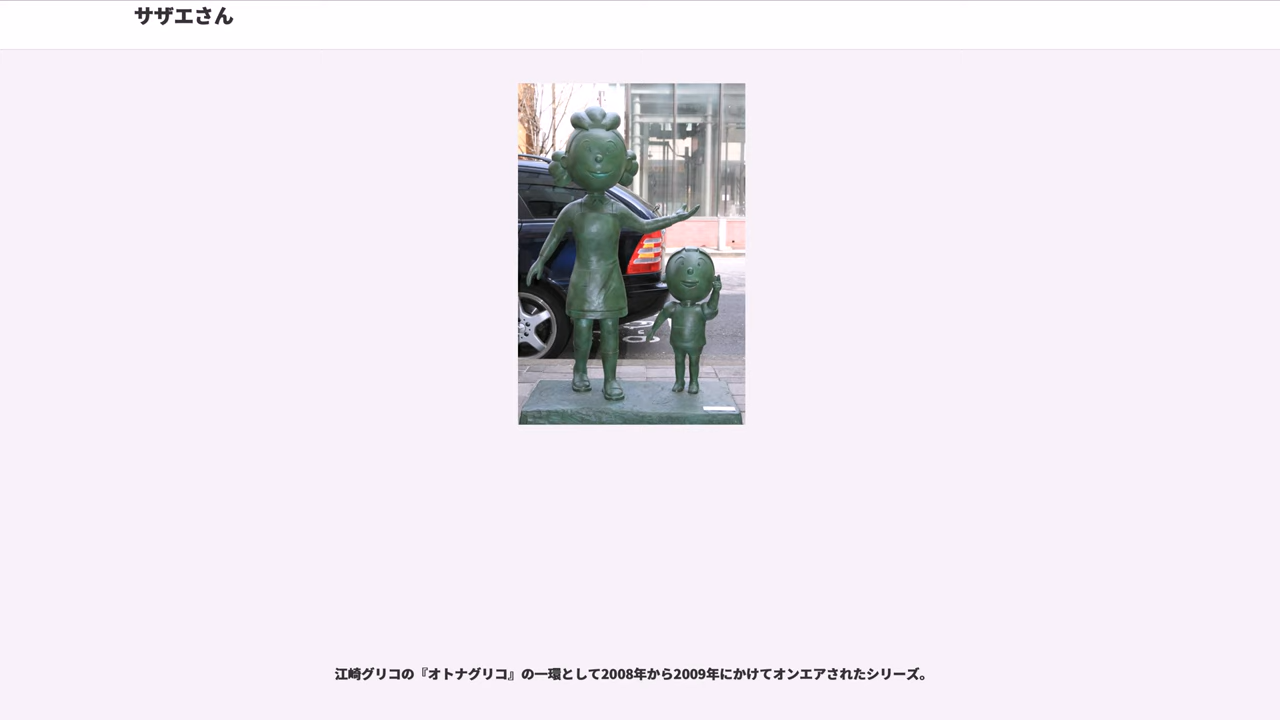 サザエさん
江崎グリコの『オトナグリコ』の一環として2008年から2009年にかけてオンエアされたシリーズ。